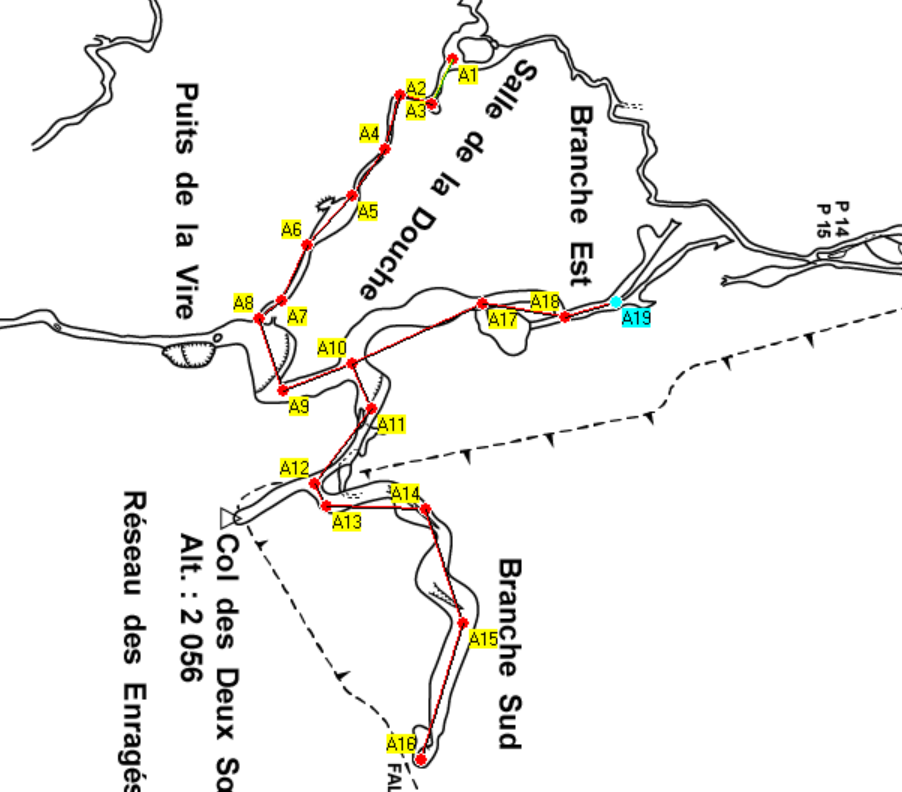 A1
A2
A3
A4
A5
A6
A7
A8
A9
A10
A11
A12
A13
A14
A15
A16
A17
A18
A19
Salle de la Douche
Puits de la Vire
Branche Est
P 14
P 15
Branche Sud
Col des Deux
Alt. : 2 056
Réseau des Enragés
FAL